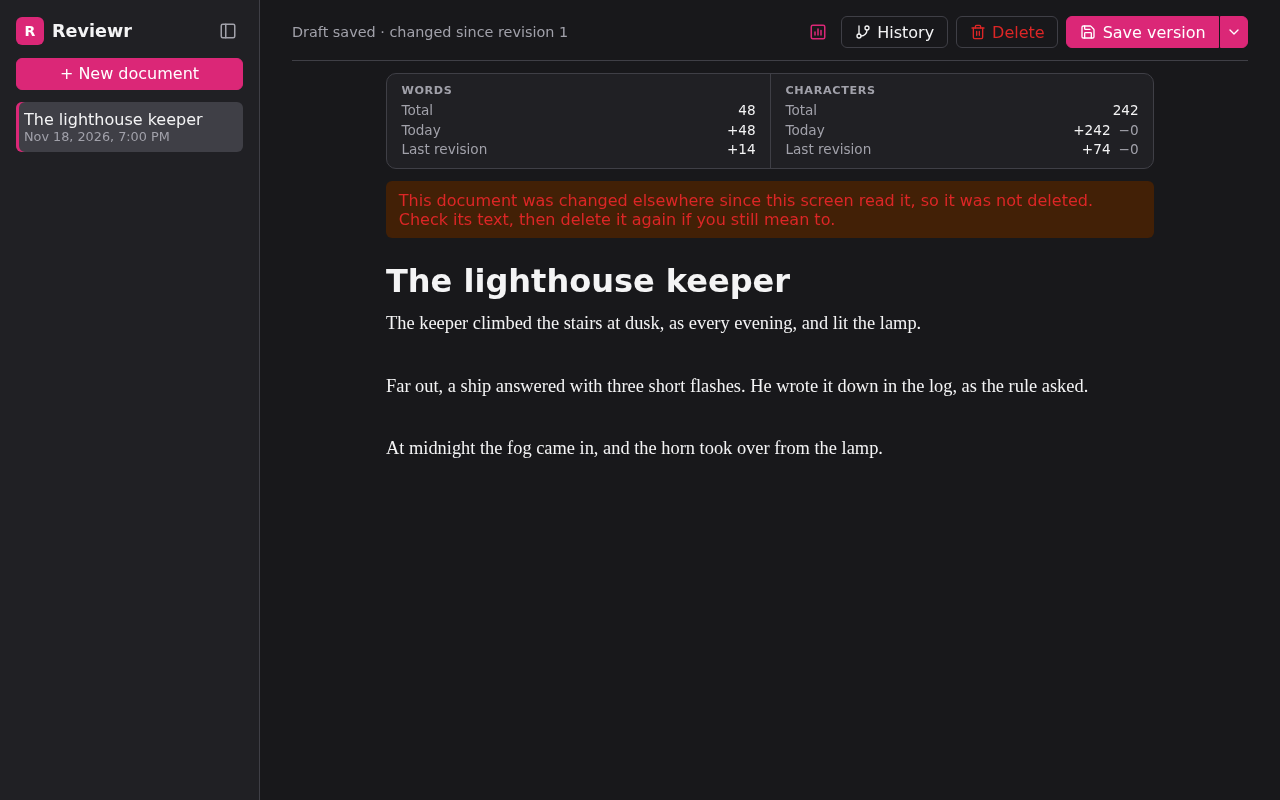 R Reviewr
+ New document
The lighthouse keeper
Nov 18, 2026, 7:00 PM
Draft saved · changed since revision 1
History
Delete
Save version
WORDS
Total 48
Today +48
Last revision +14
CHARACTERS
Total 242
Today +242 −0
Last revision +74 −0
This document was changed elsewhere since this screen read it, so it was not deleted.
Check its text, then delete it again if you still mean to.
The lighthouse keeper
The keeper climbed the stairs at dusk, as every evening, and lit the lamp.
Far out, a ship answered with three short flashes. He wrote it down in the log, as the rule asked.
At midnight the fog came in, and the horn took over from the lamp.